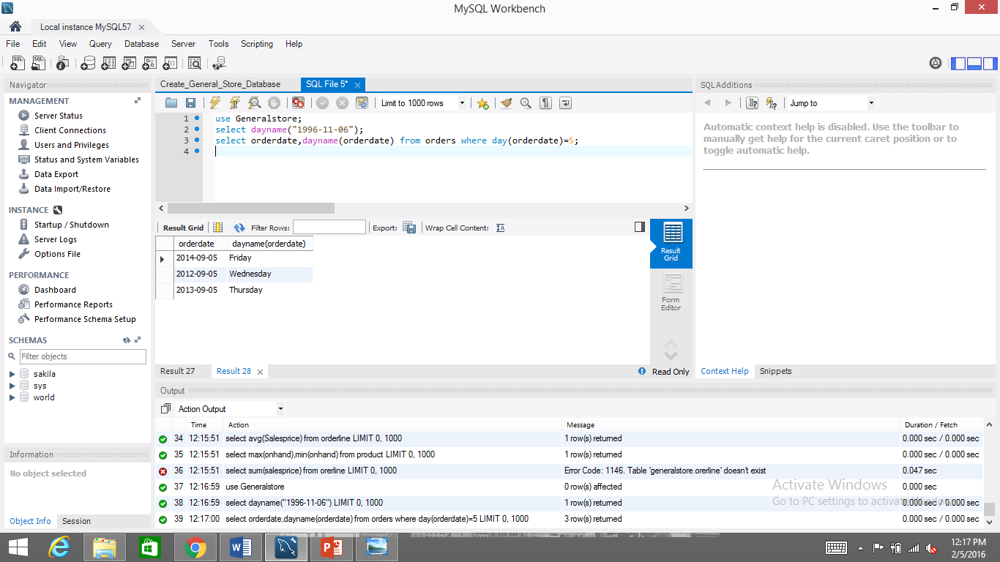 MySQL Workbench
Local instance MySQL57
File Edit View Query Database Server Tools Scripting Help
Navigator
MANAGEMENT
Server Status
Client Connections
Users and Privileges
Status and System Variables
Data Export
Data Import/Restore
INSTANCE
Startup / Shutdown
Server Logs
Options File
PERFORMANCE
Dashboard
Performance Reports
Performance Schema Setup
SCHEMAS
Filter objects
sakila
sys
world
Information
No object selected
Object Info Session
Create_General_Store_Database SQL File 5*
Limit to 1000 rows
1 use Generalstore;
2 select dayname("1996-11-06");
3 select orderdate,dayname(orderdate) from orders where day(orderdate)=5;
4
Result Grid Filter Rows: Export: Wrap Cell Content:
orderdate dayname(orderdate)
2014-09-05 Friday
2012-09-05 Wednesday
2013-09-05 Thursday
Result
Grid
Form
Editor
Result 27 Result 28 Read Only
SQLAdditions
Jump to
Automatic context help is disabled. Use the toolbar to
manually get help for the current caret position or to
toggle automatic help.
Context Help Snippets
Output
Action Output
Time Action Message Duration / Fetch
34 12:15:51 select avg(Salesprice) from orderline LIMIT 0, 1000 1 row(s) returned 0.000 sec / 0.000 sec
35 12:15:51 select max(onhand),min(onhand) from product LIMIT 0, 1000 1 row(s) returned 0.000 sec / 0.000 sec
36 12:15:51 select sum(salesprice) from orerline LIMIT 0, 1000 Error Code: 1146. Table 'generalstore.orerline' doesn't exist 0.047 sec
37 12:16:59 use Generalstore 0 row(s) affected 0.000 sec
38 12:16:59 select dayname("1996-11-06") LIMIT 0, 1000 1 row(s) returned 0.000 sec / 0.000 sec
39 12:17:00 select orderdate,dayname(orderdate) from orders where day(orderdate)=5 LIMIT 0, 1000 3 row(s) returned 0.000 sec / 0.000 sec
Activate Windows
Go to PC settings to activate Windows.
12:17 PM
2/5/2016